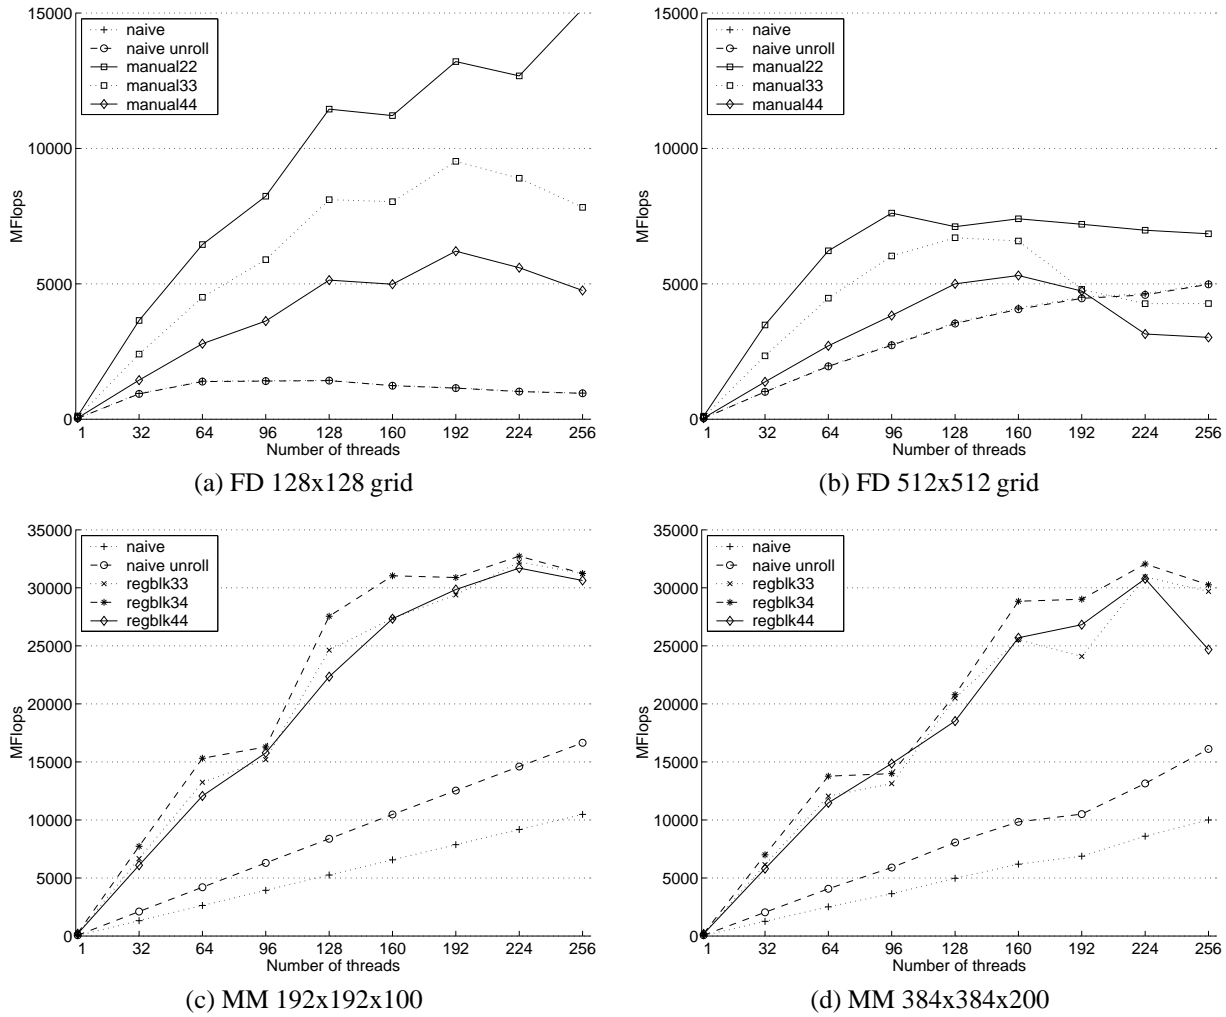 15000
10000
5000
0
MFlops
naive
naive unroll
manual22
manual33
manual44
1 32 64 96 128 160 192 224 256
Number of threads
(a) FD 128x128 grid
15000
10000
5000
0
MFlops
naive
naive unroll
manual22
manual33
manual44
1 32 64 96 128 160 192 224 256
Number of threads
(b) FD 512x512 grid
35000
30000
25000
20000
15000
10000
5000
0
MFlops
naive
naive unroll
regblk33
regblk34
regblk44
1 32 64 96 128 160 192 224 256
Number of threads
(c) MM 192x192x100
35000
30000
25000
20000
15000
10000
5000
0
MFlops
naive
naive unroll
regblk33
regblk34
regblk44
1 32 64 96 128 160 192 224 256
Number of threads
(d) MM 384x384x200